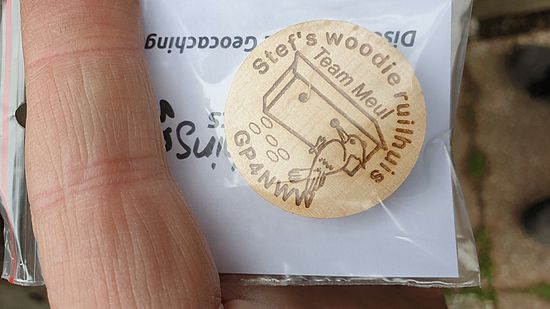 Stef's woodie ruilhuis
Team Meul
GP4NWW
Geocaching